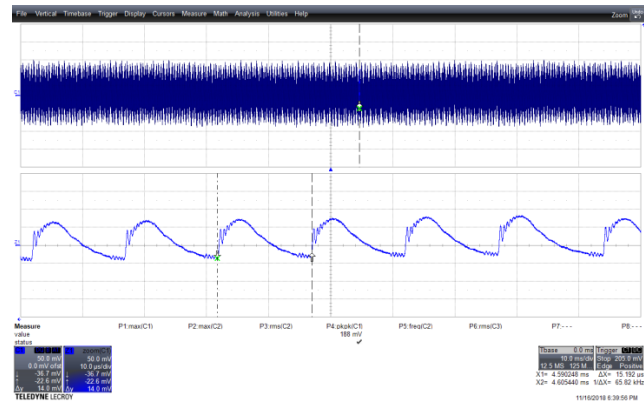 File Vertical Timebase Trigger Display Cursors Measure Math Analysis Utilities Help Zoom Undo
C1
Measure P1:max(C1) P2:max(C2) P3:rms(C2) P4:pkpk(C1) P5:freq(C2) P6:rms(C3) P7:--- P8:---
value 188 mV
status ✔
zoom(C1) Tbase 0.0 ms Trigger C1 DC
50.0 mV 50.0 mV 10.0 ms/div Stop 205.0 mV
0.0 mV ofst 10.0 µs/div 12.5 MS 125 M Edge Positive
↓ -36.7 mV -36.7 mV X1= 4.590248 ms ΔX= 15.192 µs
↑ -22.6 mV -22.6 mV X2= 4.605440 ms 1/ΔX= 65.82 kHz
Δy 14.0 mV Δy 14.0 mV
TELEDYNE LECROY 11/10/2018 6:39:56 PM